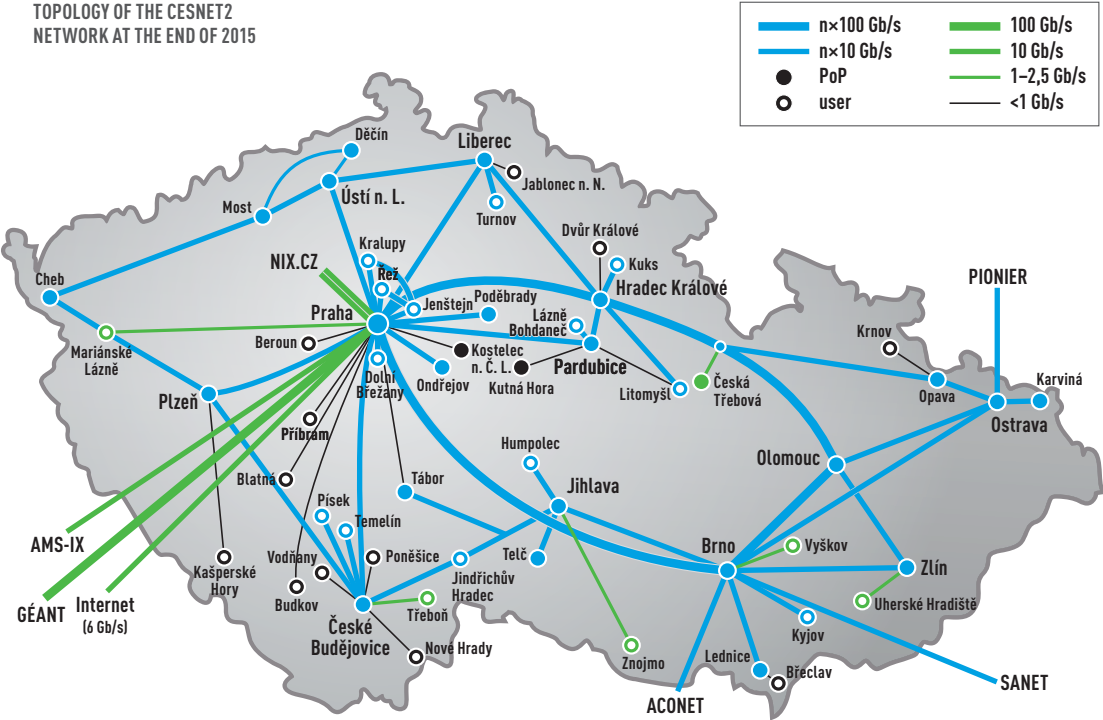 TOPOLOGY OF THE CESNET2
NETWORK AT THE END OF 2015
n×100 Gb/s
100 Gb/s
n×10 Gb/s
10 Gb/s
PoP
1–2,5 Gb/s
user
<1 Gb/s
Děčín
Liberec
Jablonec n. N.
Ústí n. L.
Most
Turnov
Dvůr Králové
Kralupy
Kuks
NIX.CZ
Řež
Cheb
Hradec Králové
PIONIER
Jenštejn
Poděbrady
Praha
Lázně
Bohdaneč
Krnov
Beroun
Mariánské
Lázně
Kostelec
n. Č. L.
Pardubice
Ondřejov
Dolní
Břežany
Kutná Hora
Litomyšl
Česká
Třebová
Opava
Karviná
Plzeň
Ostrava
Příbram
Humpolec
Olomouc
Blatná
Tábor
Jihlava
Písek
Temelín
AMS-IX
Brno
Vyškov
Vodňany
Poněšice
Telč
Zlín
Kašperské
Hory
Jindřichův
Hradec
GÉANT
Internet
(6 Gb/s)
Budkov
Třeboň
Uherské Hradiště
České
Budějovice
Kyjov
Nové Hrady
Znojmo
Lednice
Břeclav
SANET
ACONET